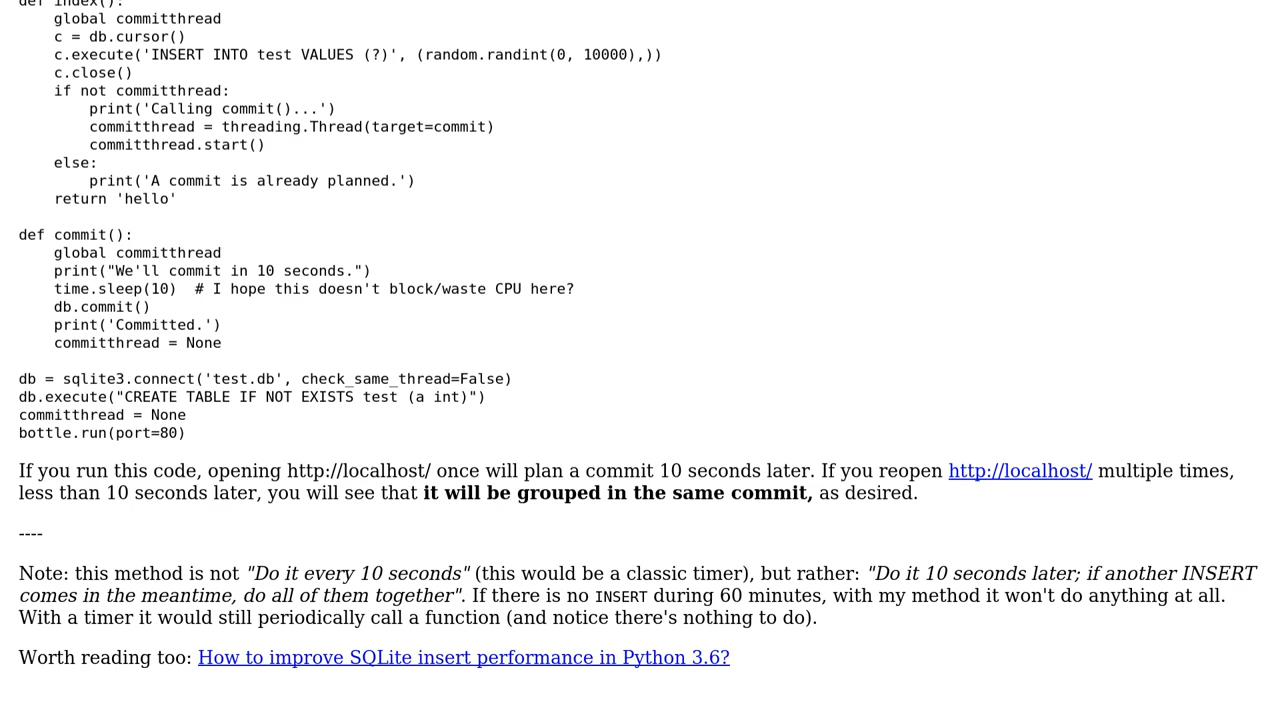 def index():
    global committhread
    c = db.cursor()
    c.execute('INSERT INTO test VALUES (?)', (random.randint(0, 10000),))
    c.close()
    if not committhread:
        print('Calling commit()...')
        committhread = threading.Thread(target=commit)
        committhread.start()
    else:
        print('A commit is already planned.')
    return 'hello'

def commit():
    global committhread
    print("We'll commit in 10 seconds.")
    time.sleep(10)  # I hope this doesn't block/waste CPU here?
    db.commit()
    print('Committed.')
    committhread = None

db = sqlite3.connect('test.db', check_same_thread=False)
db.execute("CREATE TABLE IF NOT EXISTS test (a int)")
committhread = None
bottle.run(port=80)
If you run this code, opening http://localhost/ once will plan a commit 10 seconds later. If you reopen http://localhost/ multiple times,
less than 10 seconds later, you will see that it will be grouped in the same commit, as desired.
----
Note: this method is not "Do it every 10 seconds" (this would be a classic timer), but rather: "Do it 10 seconds later; if another INSERT
comes in the meantime, do all of them together". If there is no INSERT during 60 minutes, with my method it won't do anything at all.
With a timer it would still periodically call a function (and notice there's nothing to do).
Worth reading too: How to improve SQLite insert performance in Python 3.6?